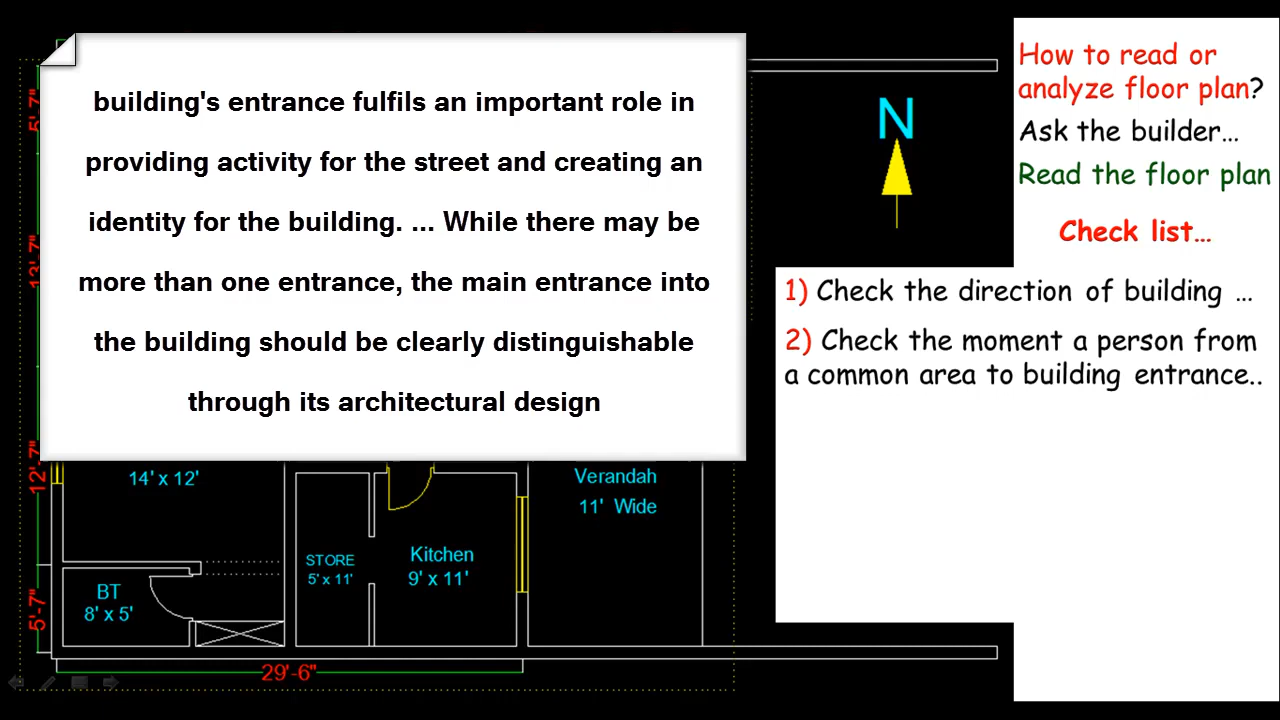 building's entrance fulfils an important role in
providing activity for the street and creating an
identity for the building. ... While there may be
more than one entrance, the main entrance into
the building should be clearly distinguishable
through its architectural design
N
How to read or
analyze floor plan?
Ask the builder...
Read the floor plan
Check list...
1) Check the direction of building ...
2) Check the moment a person from
a common area to building entrance..
5'-7"
13'-7"
12'-7"
5'-7"
14' x 12'
BT
8' x 5'
STORE
5' x 11'
Kitchen
9' x 11'
Verandah
11' Wide
29'-6"